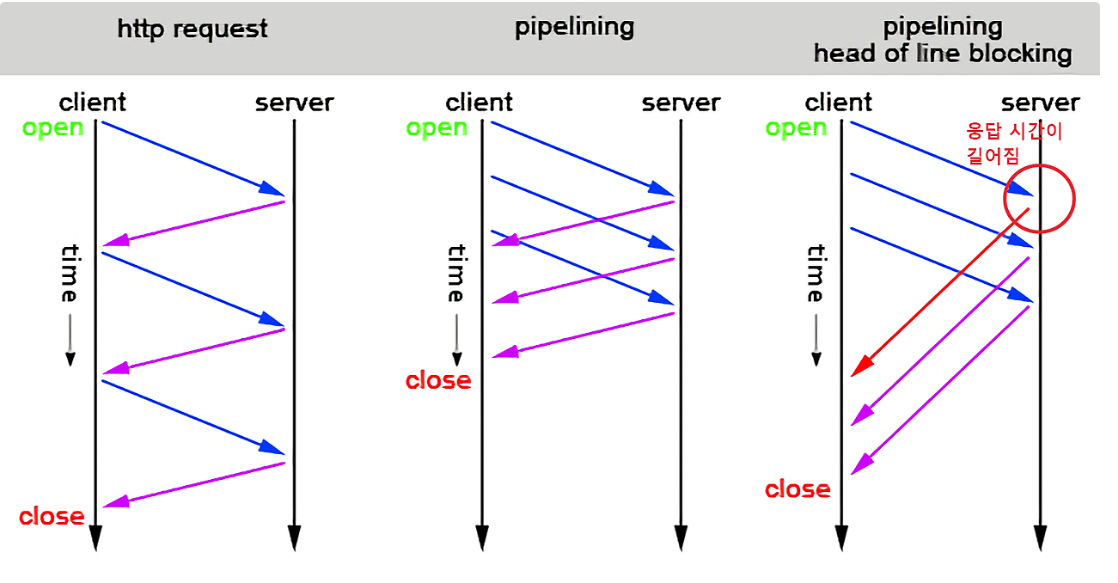 http request
pipelining
pipelining
head of line blocking
client
server
open
time
close
client
server
open
time
close
client
server
open
응답 시간이
길어짐
time
close